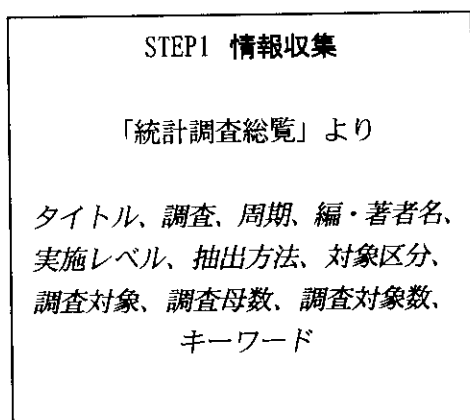 STEP1 情報収集
「統計調査総覧」より
タイトル、調査、周期、編・著者名、
実施レベル、抽出方法、対象区分、
調査対象、調査母数、調査対象数、
キーワード